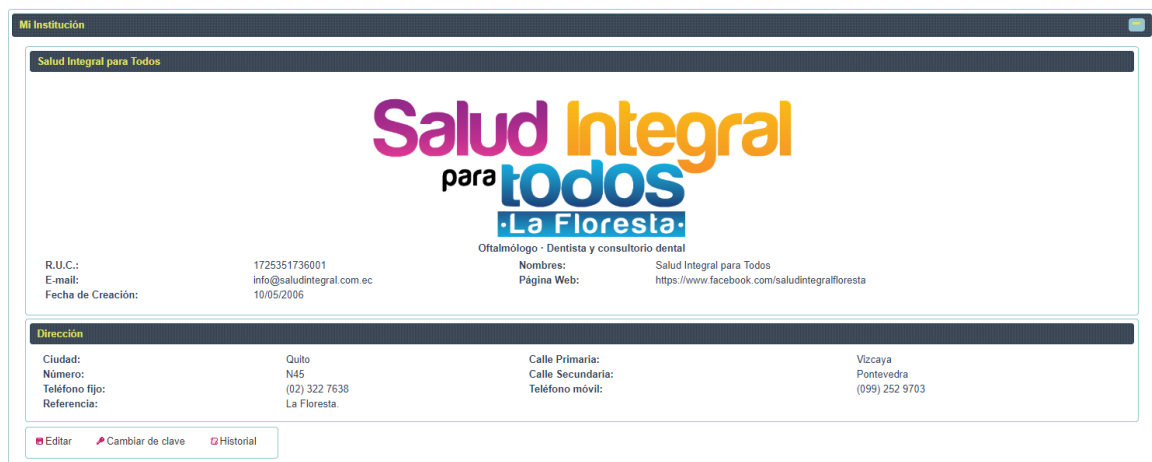 Mi Institución
Salud Integral para Todos
Salud Integral
para todos
·La Floresta·
Oftalmólogo · Dentista y consultorio dental
R.U.C.: 1725351736001 Nombres: Salud Integral para Todos
E-mail: info@saludintegral.com.ec Página Web: https://www.facebook.com/saludintegralfloresta
Fecha de Creación: 10/05/2006
Dirección
Ciudad: Quito Calle Primaria: Vizcaya
Número: N45 Calle Secundaria: Pontevedra
Teléfono fijo: (02) 322 7638 Teléfono móvil: (099) 252 9703
Referencia: La Floresta.
Editar Cambiar de clave Historial